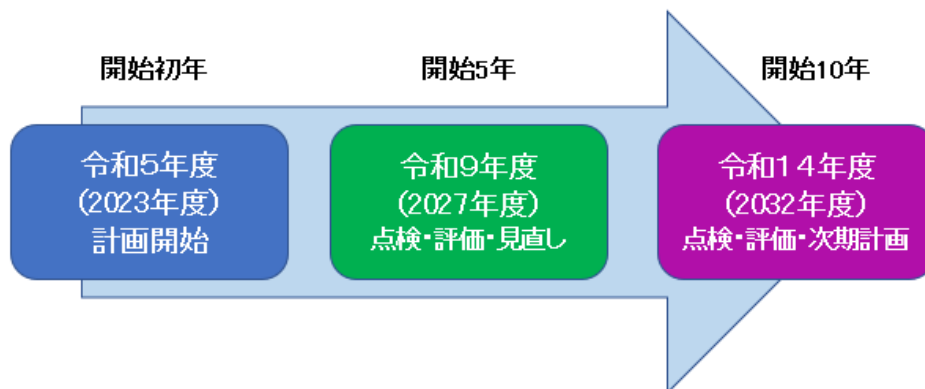 開始初年
開始5年
開始10年
令和5年度
(2023年度)
計画開始
令和9年度
(2027年度)
点検・評価・見直し
令和14年度
(2032年度)
点検・評価・次期計画